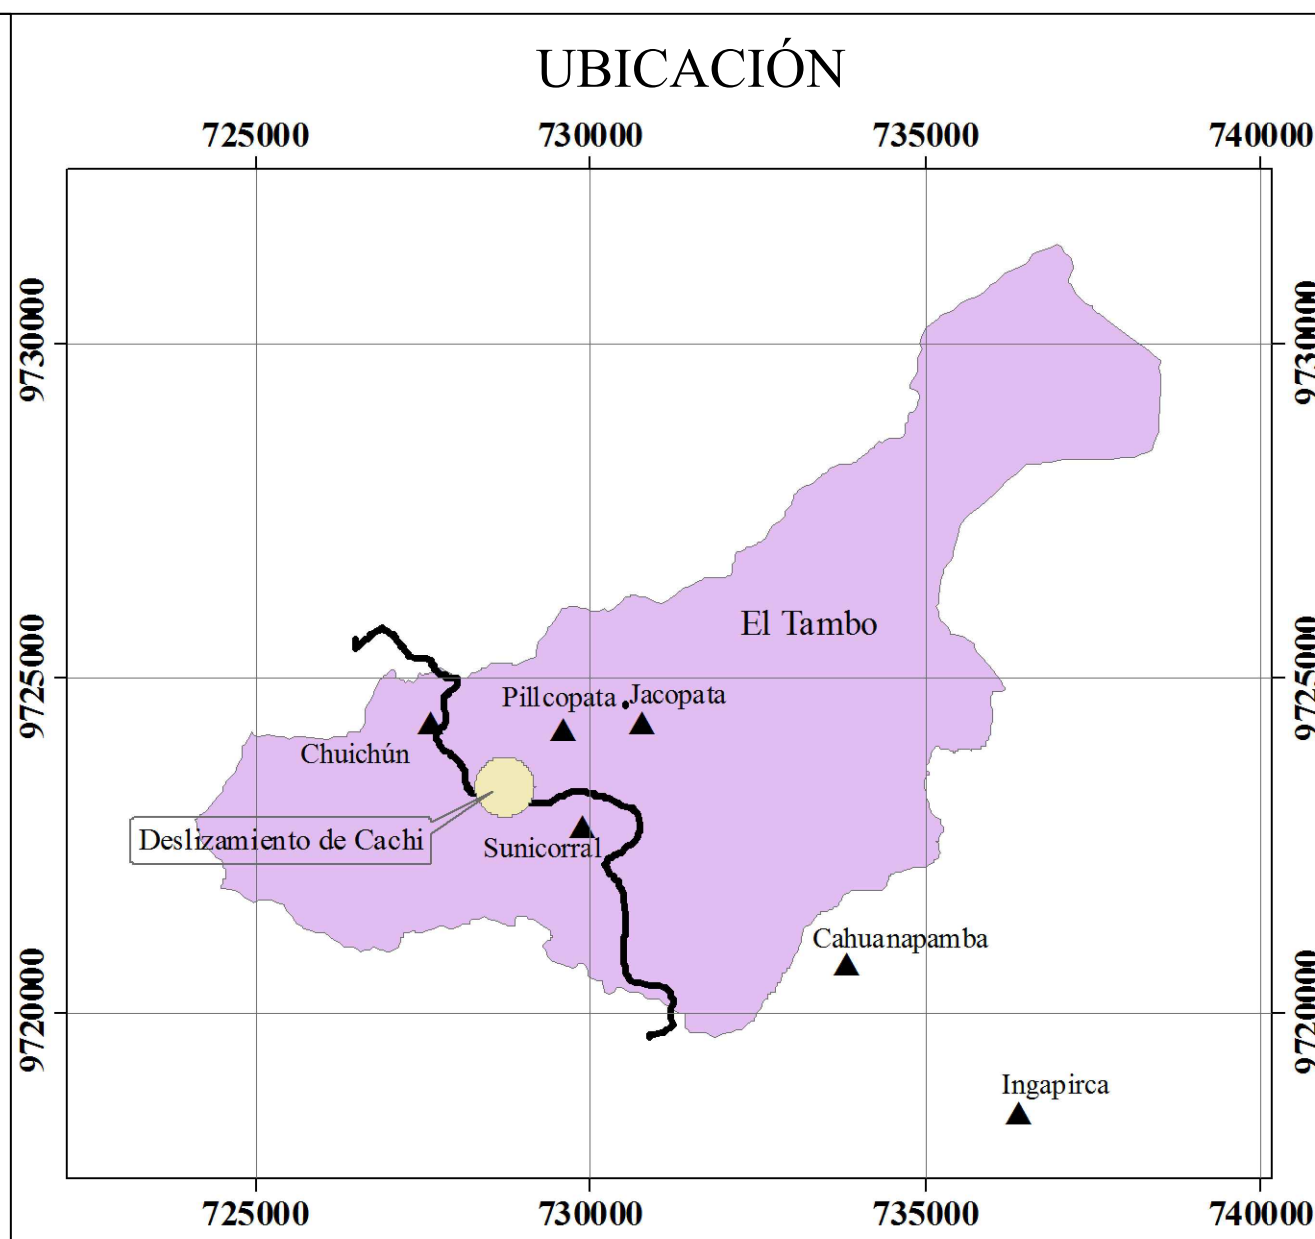 UBICACIÓN
725000 730000 735000 740000
9730000 9730000
El Tambo
9725000 9725000
Pillcopata Jacopata
Chuichún
Deslizamiento de Cachi
Sunicorral
Cahuanapamba
9720000 9720000
Ingapirca
725000 730000 735000 740000